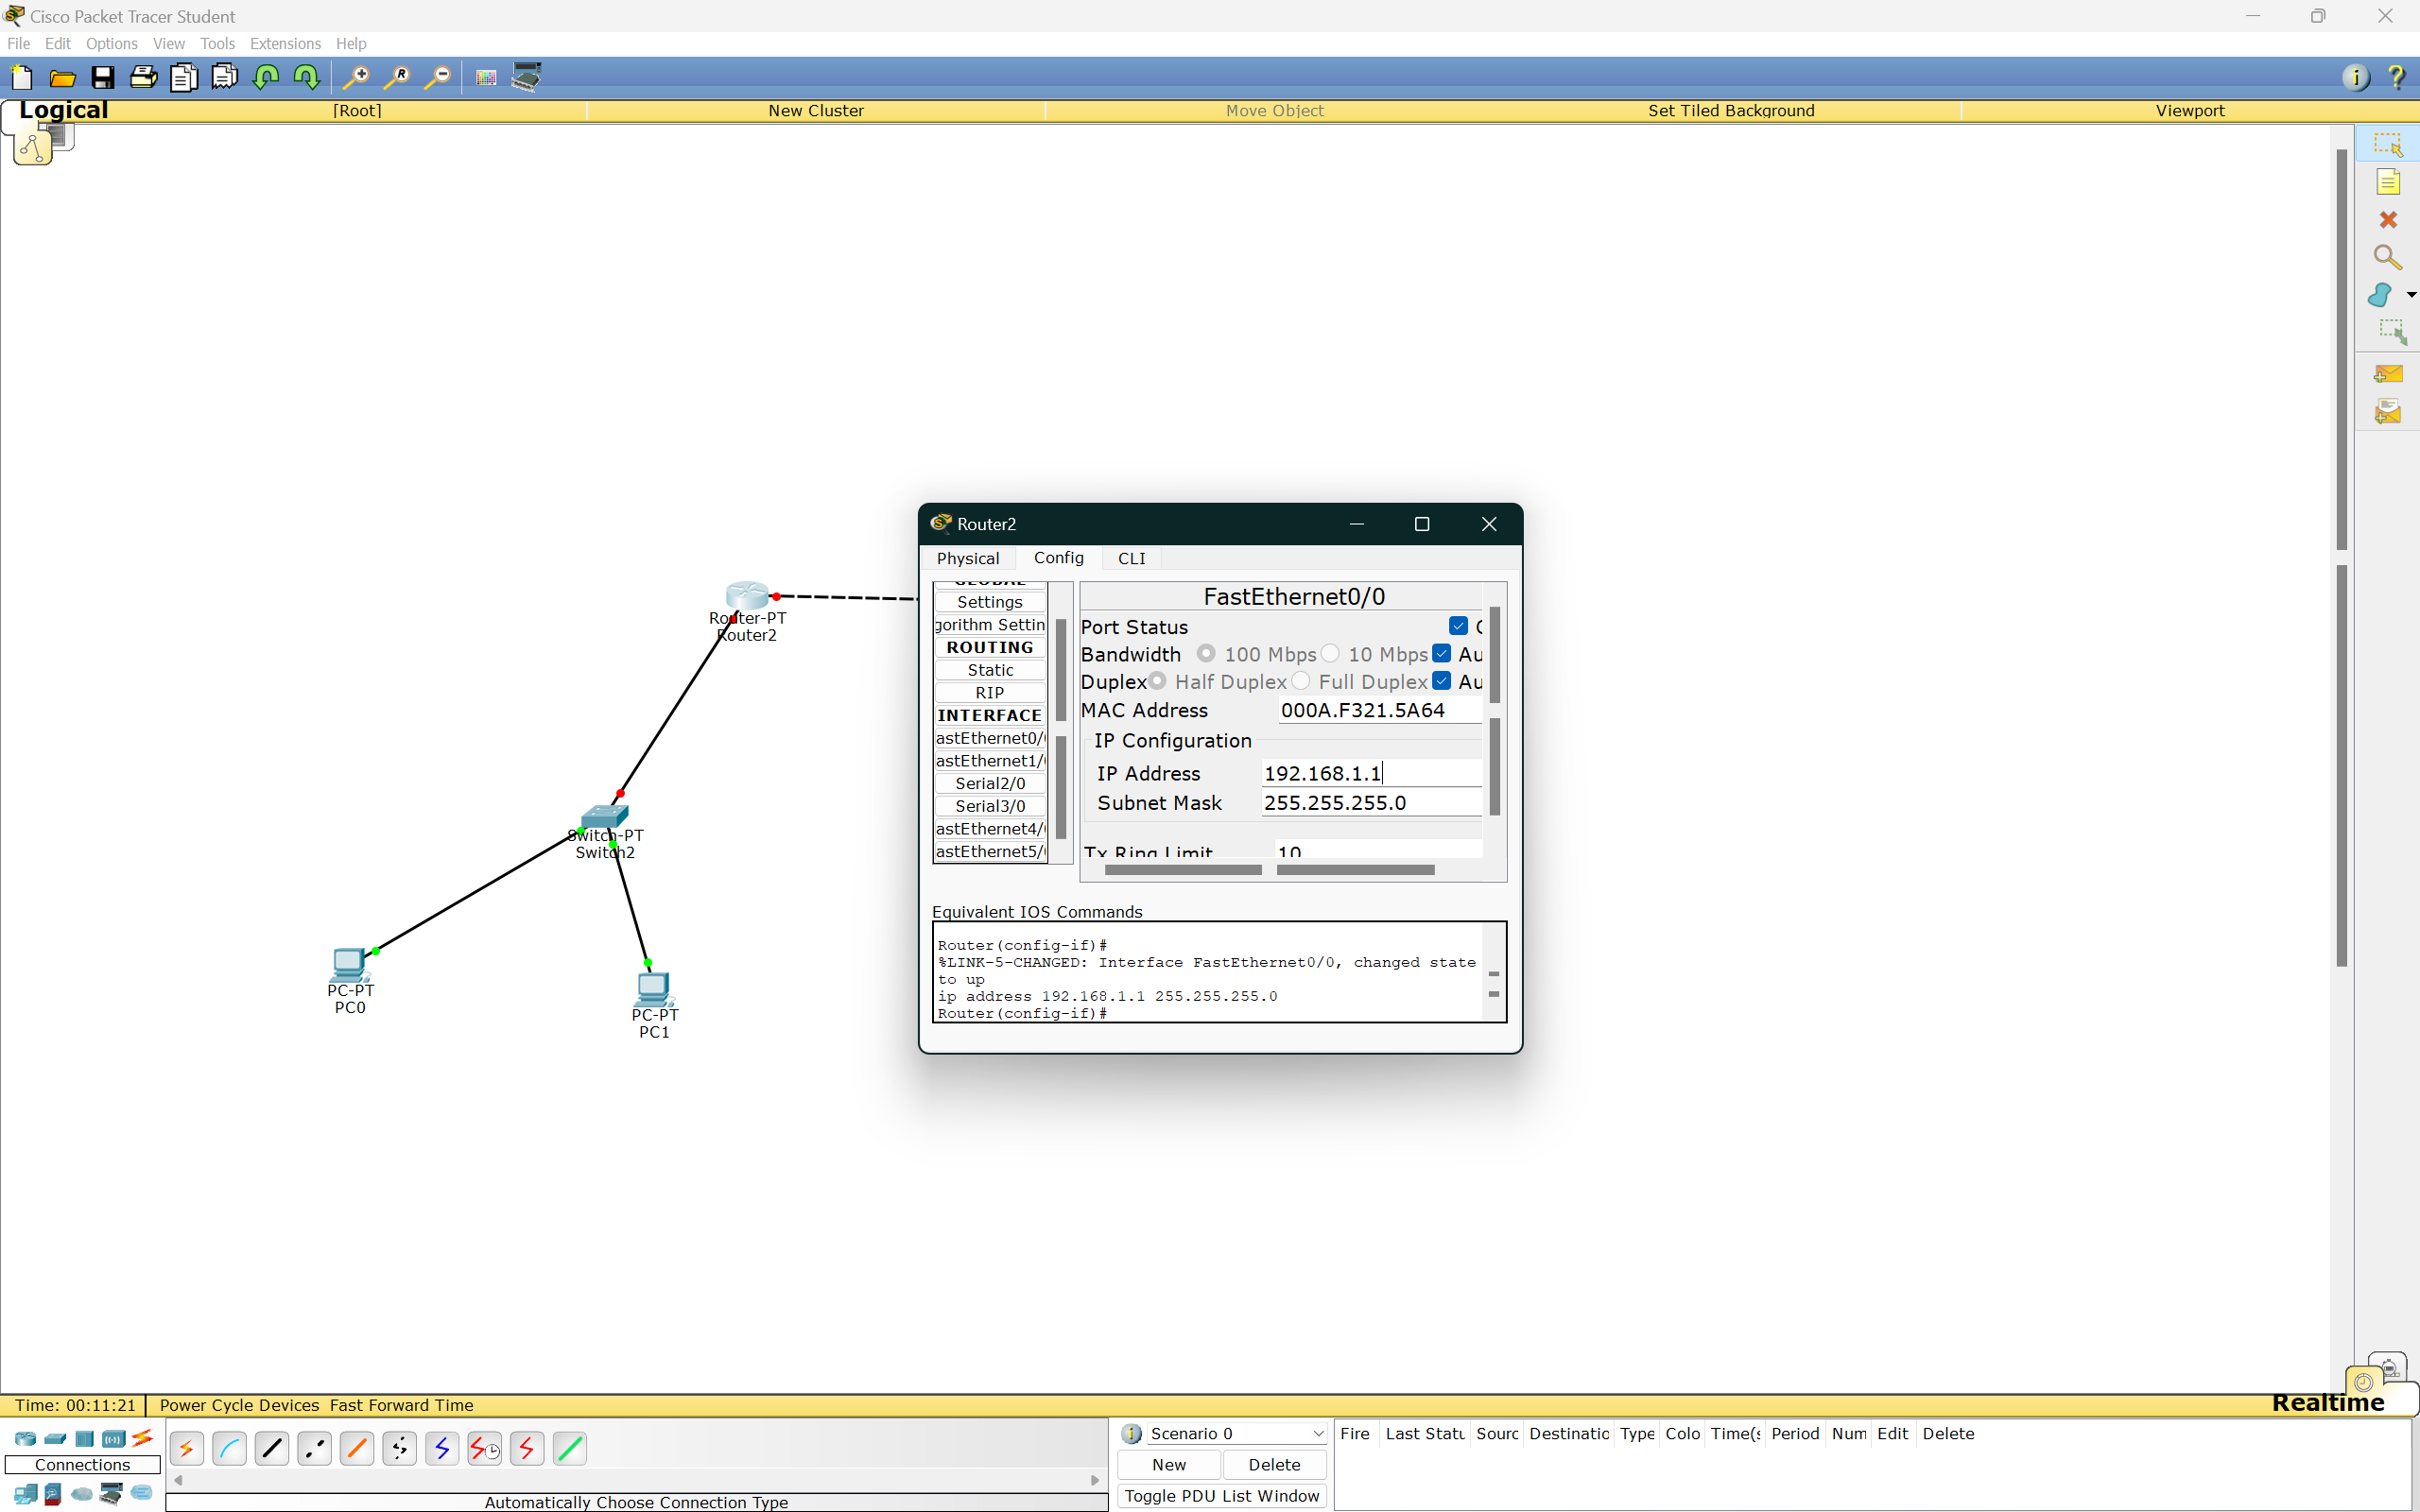 Cisco Packet Tracer Student
File Edit Options View Tools Extensions Help
Logical [Root] New Cluster Move Object Set Tiled Background Viewport
Router-PT
Router2
Switch-PT
Switch2
PC-PT
PC0
PC-PT
PC1
Router2
Physical Config CLI
GLOBAL
Settings
gorithm Settin
ROUTING
Static
RIP
INTERFACE
astEthernet0/
astEthernet1/
Serial2/0
Serial3/0
astEthernet4/
astEthernet5/
FastEthernet0/0
Port Status
Bandwidth 100 Mbps 10 Mbps Au
Duplex Half Duplex Full Duplex Au
MAC Address 000A.F321.5A64
IP Configuration
IP Address 192.168.1.1
Subnet Mask 255.255.255.0
Tx Ring Limit 10
Equivalent IOS Commands
Router(config-if)#
%LINK-5-CHANGED: Interface FastEthernet0/0, changed state
to up
ip address 192.168.1.1 255.255.255.0
Router(config-if)#
Time: 00:11:21 Power Cycle Devices Fast Forward Time Realtime
Connections
Automatically Choose Connection Type
Scenario 0
New Delete
Toggle PDU List Window
Fire Last Statu Sourc Destinatic Type Colo Time(s Period Num Edit Delete